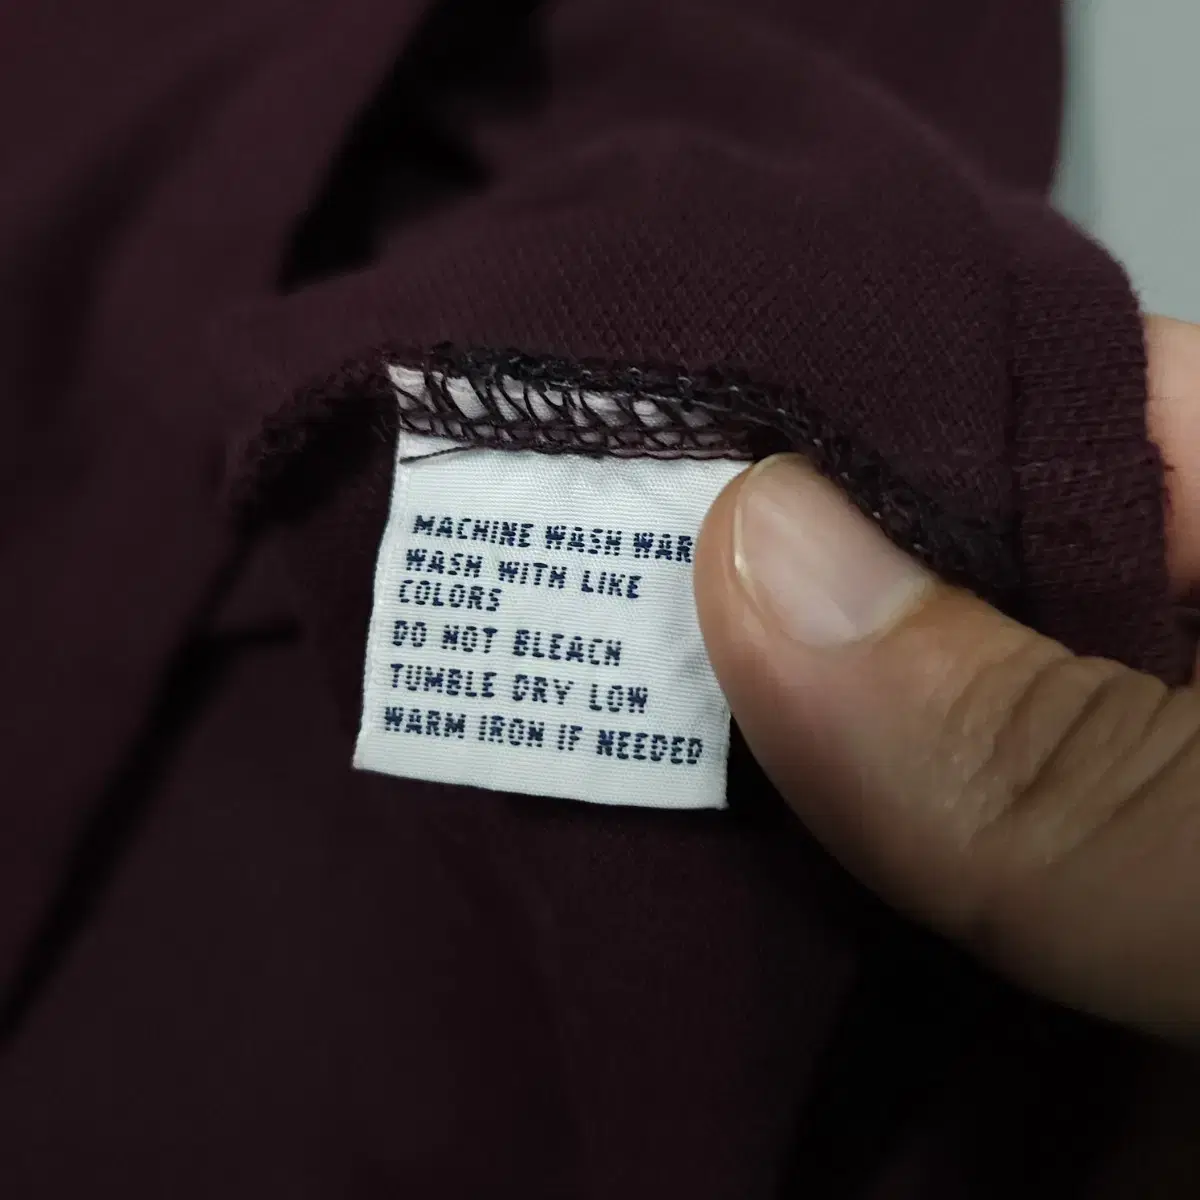 MACHINE WASH WAR
WASH WITH LIKE
COLORS
DO NOT BLEACH
TUMBLE DRY LOW
WARM IRON IF NEEDED